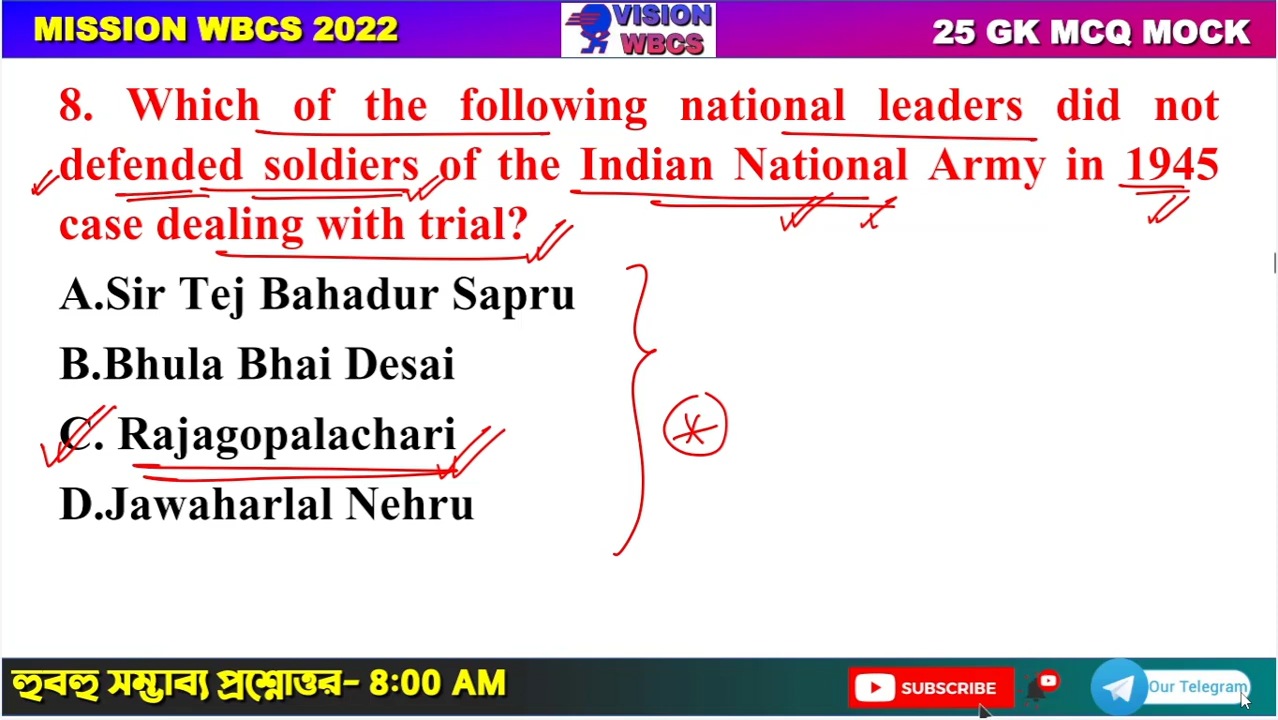 MISSION WBCS 2022
VISION
WBCS
25 GK MCQ MOCK
8. Which of the following national leaders did not
defended soldiers of the Indian National Army in 1945
case dealing with trial?
A.Sir Tej Bahadur Sapru
B.Bhula Bhai Desai
C. Rajagopalachari
D.Jawaharlal Nehru
হুবহু সম্ভাব্য প্রশ্নোত্তর- 8:00 AM
SUBSCRIBE
Our Telegram